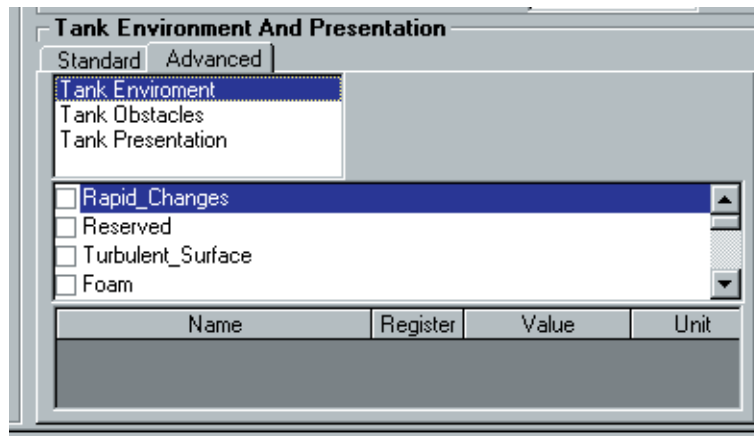 Tank Environment And Presentation
Standard Advanced
Tank Enviroment
Tank Obstacles
Tank Presentation
Rapid_Changes
Reserved
Turbulent_Surface
Foam
Name Register Value Unit